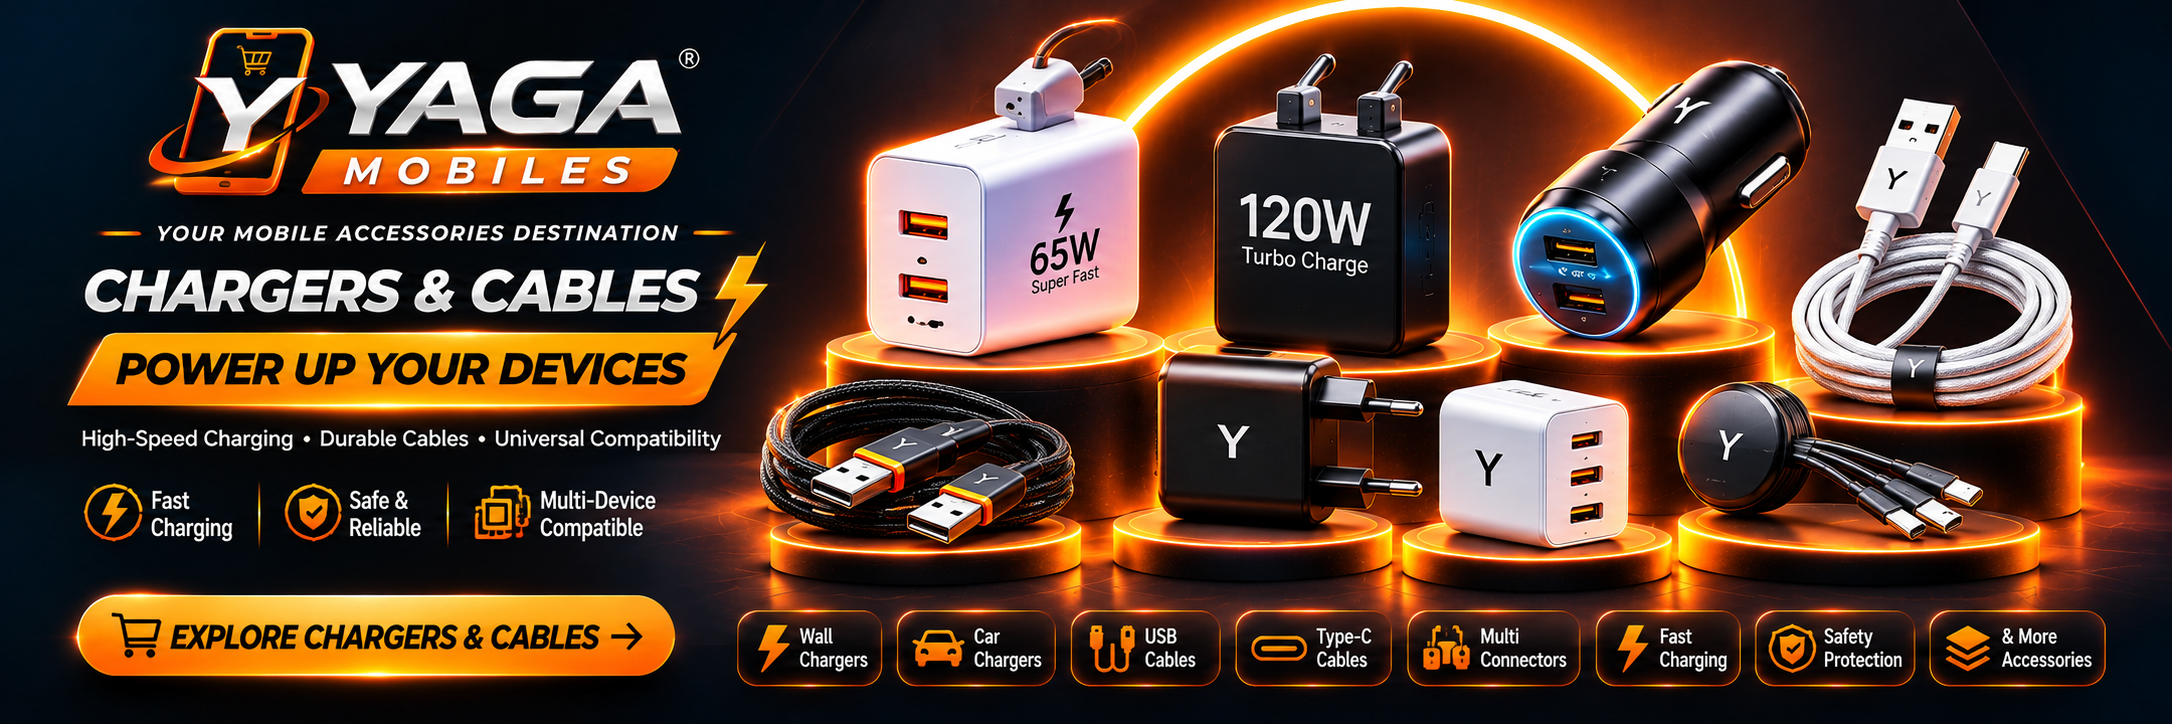 Y
YAGA®
MOBILES
YOUR MOBILE ACCESSORIES DESTINATION
CHARGERS & CABLES
POWER UP YOUR DEVICES
High-Speed Charging • Durable Cables • Universal Compatibility
Fast
Charging
Safe &
Reliable
Multi-Device
Compatible
EXPLORE CHARGERS & CABLES →
65W
Super Fast
120W
Turbo Charge
Y
Y
Y
Y
Y
Y
Y
Y
Y
Y
Wall
Chargers
Car
Chargers
USB
Cables
Type-C
Cables
Multi
Connectors
Fast
Charging
Safety
Protection
& More
Accessories